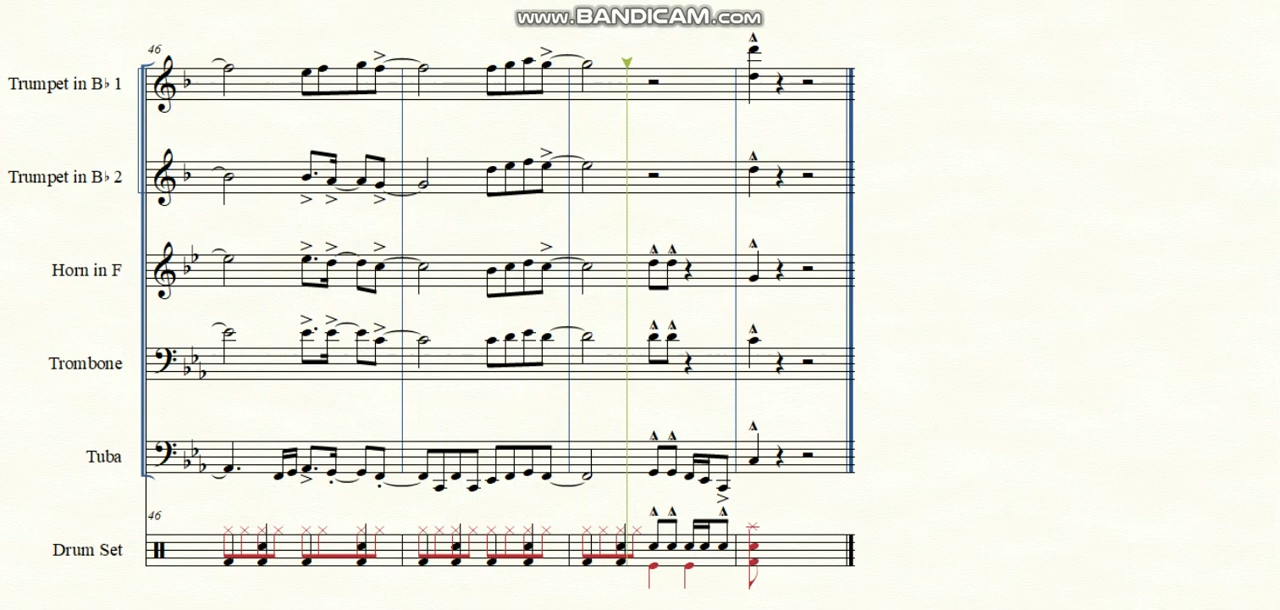 www.BANDICAM.com
46
Trumpet in B♭ 1
Trumpet in B♭ 2
Horn in F
Trombone
Tuba
46
Drum Set